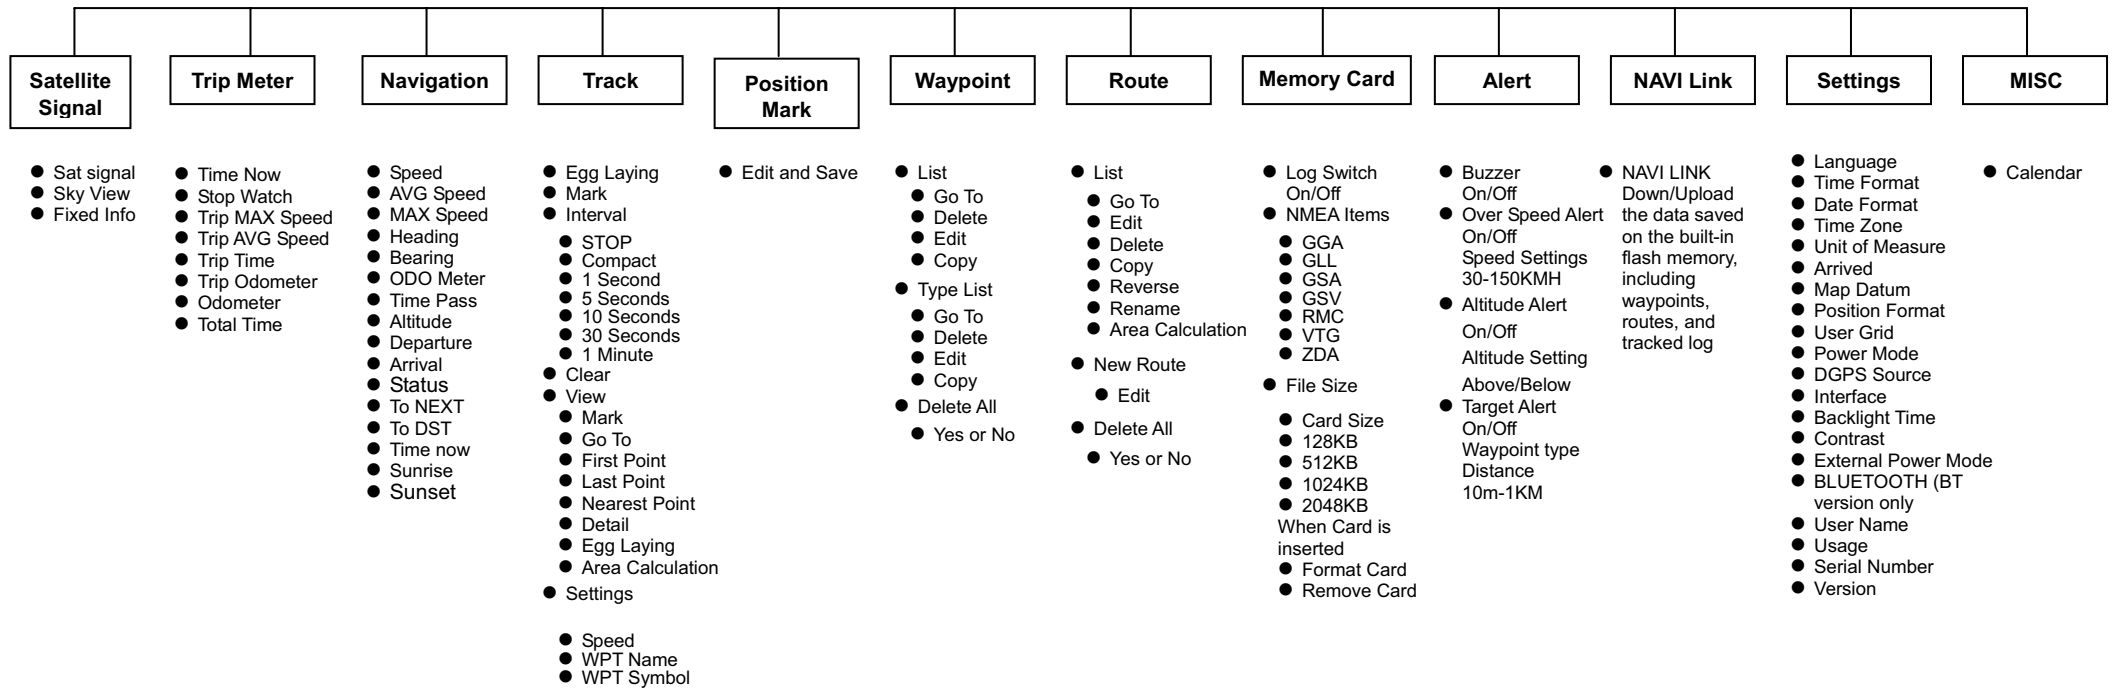 Satellite
Signal
Trip Meter
Navigation
Track
Position
Mark
Waypoint
Route
Memory Card
Alert
NAVI Link
Settings
MISC
Sat signal
Sky View
Fixed Info
Time Now
Stop Watch
Trip MAX Speed
Trip AVG Speed
Trip Time
Trip Odometer
Odometer
Total Time
Speed
AVG Speed
MAX Speed
Heading
Bearing
ODO Meter
Time Pass
Altitude
Departure
Arrival
Status
To NEXT
To DST
Time now
Sunrise
Sunset
Egg Laying
Mark
Interval
STOP
Compact
1 Second
5 Seconds
10 Seconds
30 Seconds
1 Minute
Clear
View
Mark
Go To
First Point
Last Point
Nearest Point
Detail
Egg Laying
Area Calculation
Settings
Speed
WPT Name
WPT Symbol
Edit and Save
List
Go To
Delete
Edit
Copy
Type List
Go To
Delete
Edit
Copy
Delete All
Yes or No
List
Go To
Edit
Delete
Copy
Reverse
Rename
Area Calculation
New Route
Edit
Delete All
Yes or No
Log Switch
On/Off
NMEA Items
GGA
GLL
GSA
GSV
RMC
VTG
ZDA
File Size
Card Size
128KB
512KB
1024KB
2048KB
When Card is
inserted
Format Card
Remove Card
Buzzer
On/Off
Over Speed Alert
On/Off
Speed Settings
30-150KMH
Altitude Alert
On/Off
Altitude Setting
Above/Below
Target Alert
On/Off
Waypoint type
Distance
10m-1KM
NAVI LINK
Down/Upload
the data saved
on the built-in
flash memory,
including
waypoints,
routes, and
tracked log
Language
Time Format
Date Format
Time Zone
Unit of Measure
Arrived
Map Datum
Position Format
User Grid
Power Mode
DGPS Source
Interface
Backlight Time
Contrast
External Power Mode
BLUETOOTH (BT
version only
User Name
Usage
Serial Number
Version
Calendar